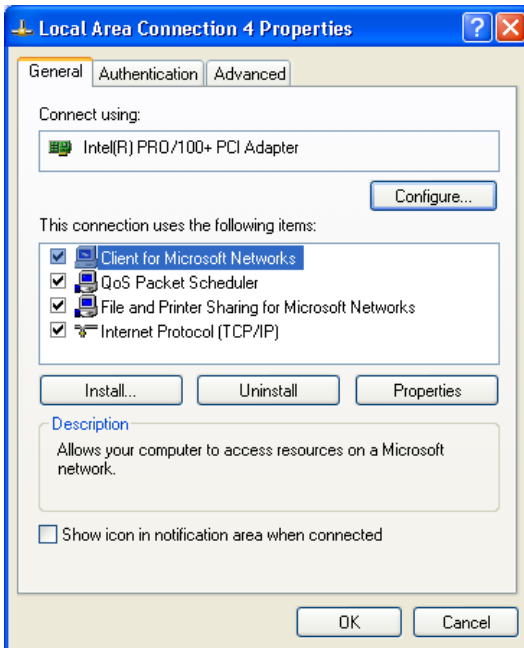 Local Area Connection 4 Properties
General Authentication Advanced
Connect using:
Intel(R) PRO/100+ PCI Adapter
Configure...
This connection uses the following items:
Client for Microsoft Networks
QoS Packet Scheduler
File and Printer Sharing for Microsoft Networks
Internet Protocol (TCP/IP)
Install... Uninstall Properties
Description
Allows your computer to access resources on a Microsoft
network.
Show icon in notification area when connected
OK Cancel